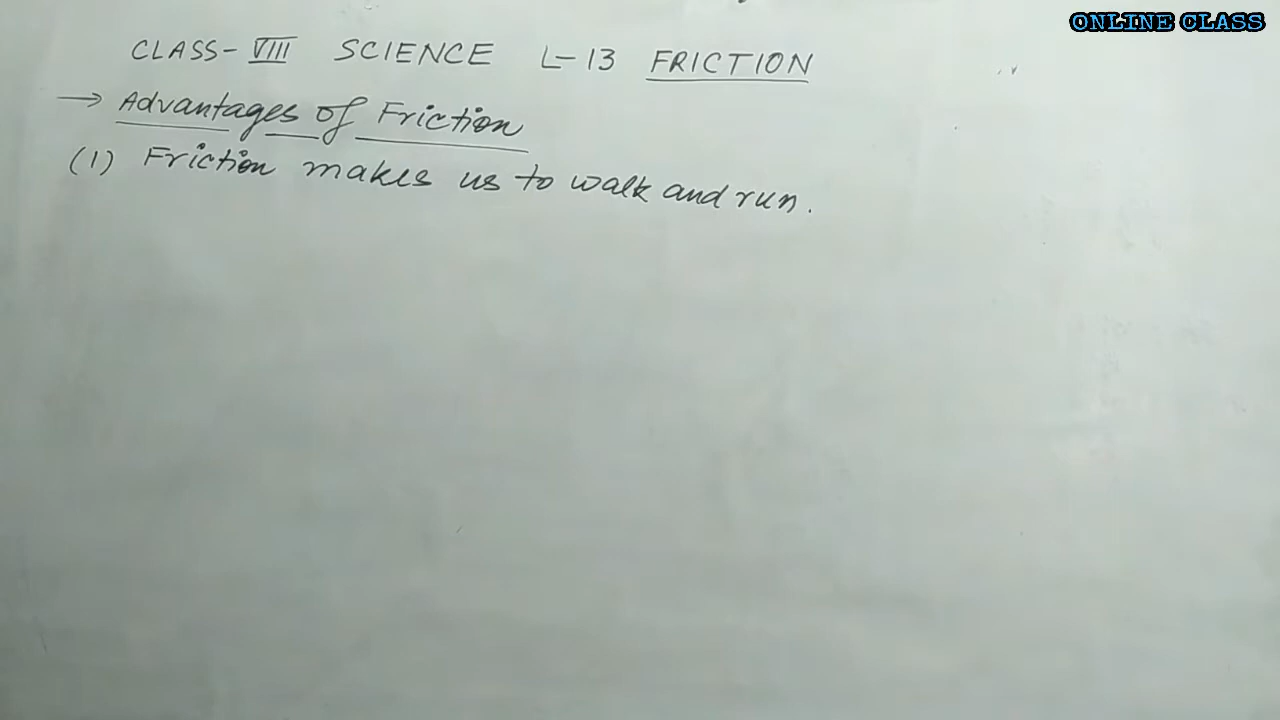 ONLINE CLASS
CLASS-VIII SCIENCE L-13 FRICTION
→ Advantages of Friction
(1) Friction makes us to walk and run.